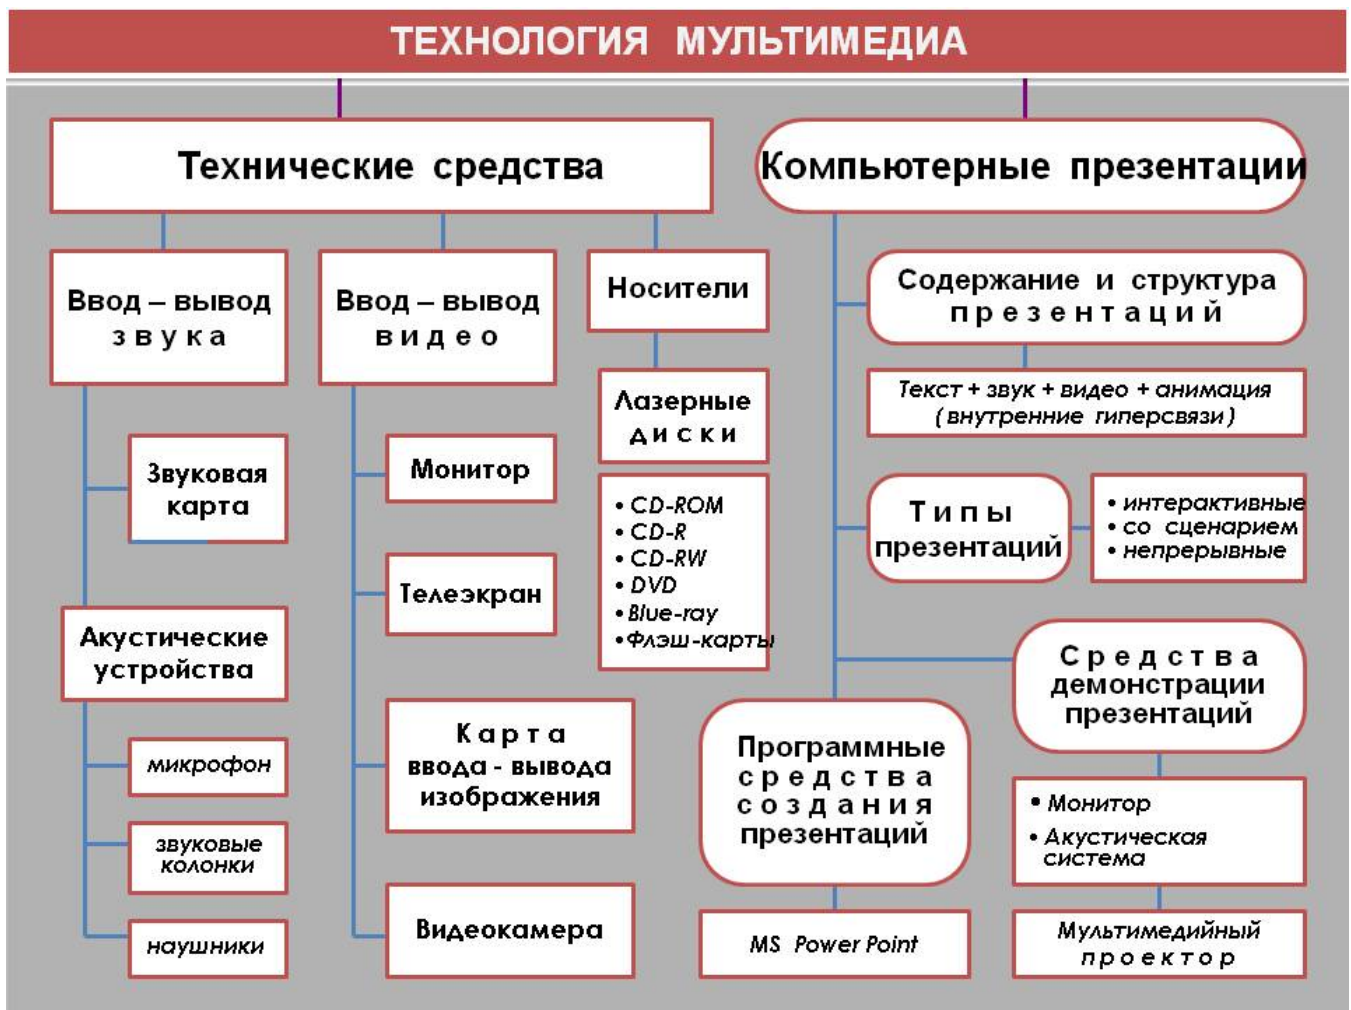 ТЕХНОЛОГИЯ МУЛЬТИМЕДИА
Технические средства
Компьютерные презентации
Ввод – вывод
звука
Ввод – вывод
видео
Носители
Содержание и структура
презентаций
Лазерные
диски
Текст + звук + видео + анимация
(внутренние гиперсвязи)
Звуковая
карта
Монитор
• CD-ROM
• CD-R
• CD-RW
• DVD
• Blue-ray
• Флэш-карты
Типы
презентаций
• интерактивные
• со сценарием
• непрерывные
Телеэкран
Акустические
устройства
Средства
демонстрации
презентаций
Карта
ввода - вывода
изображения
Программные
средства
создания
презентаций
микрофон
• Монитор
• Акустическая
система
звуковые
колонки
Видеокамера
наушники
MS Power Point
Мультимедийный
проектор